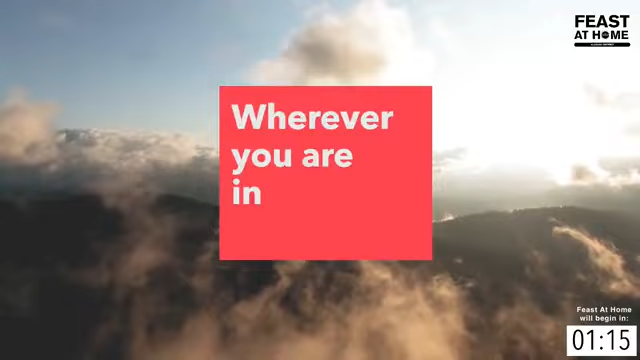 FEAST
AT HOME
Wherever
you are
in
Feast At Home
will begin in:
01:15